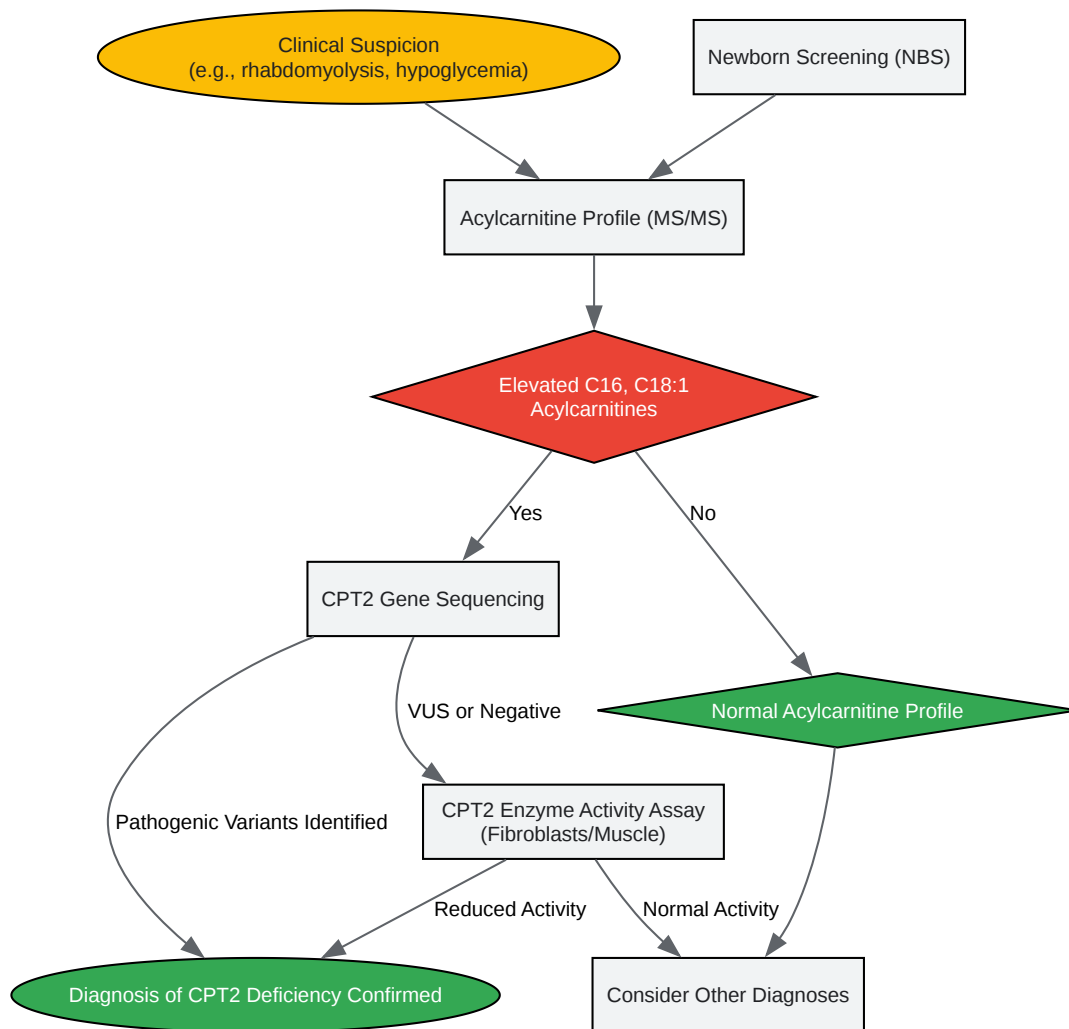 Clinical Suspicion
(e.g., rhabdomyolysis, hypoglycemia)
Newborn Screening (NBS)
Acylcarnitine Profile (MS/MS)
Elevated C16, C18:1
Acylcarnitines
Yes
No
CPT2 Gene Sequencing
VUS or Negative
Normal Acylcarnitine Profile
Pathogenic Variants Identified
CPT2 Enzyme Activity Assay
(Fibroblasts/Muscle)
Reduced Activity
Normal Activity
Diagnosis of CPT2 Deficiency Confirmed
Consider Other Diagnoses